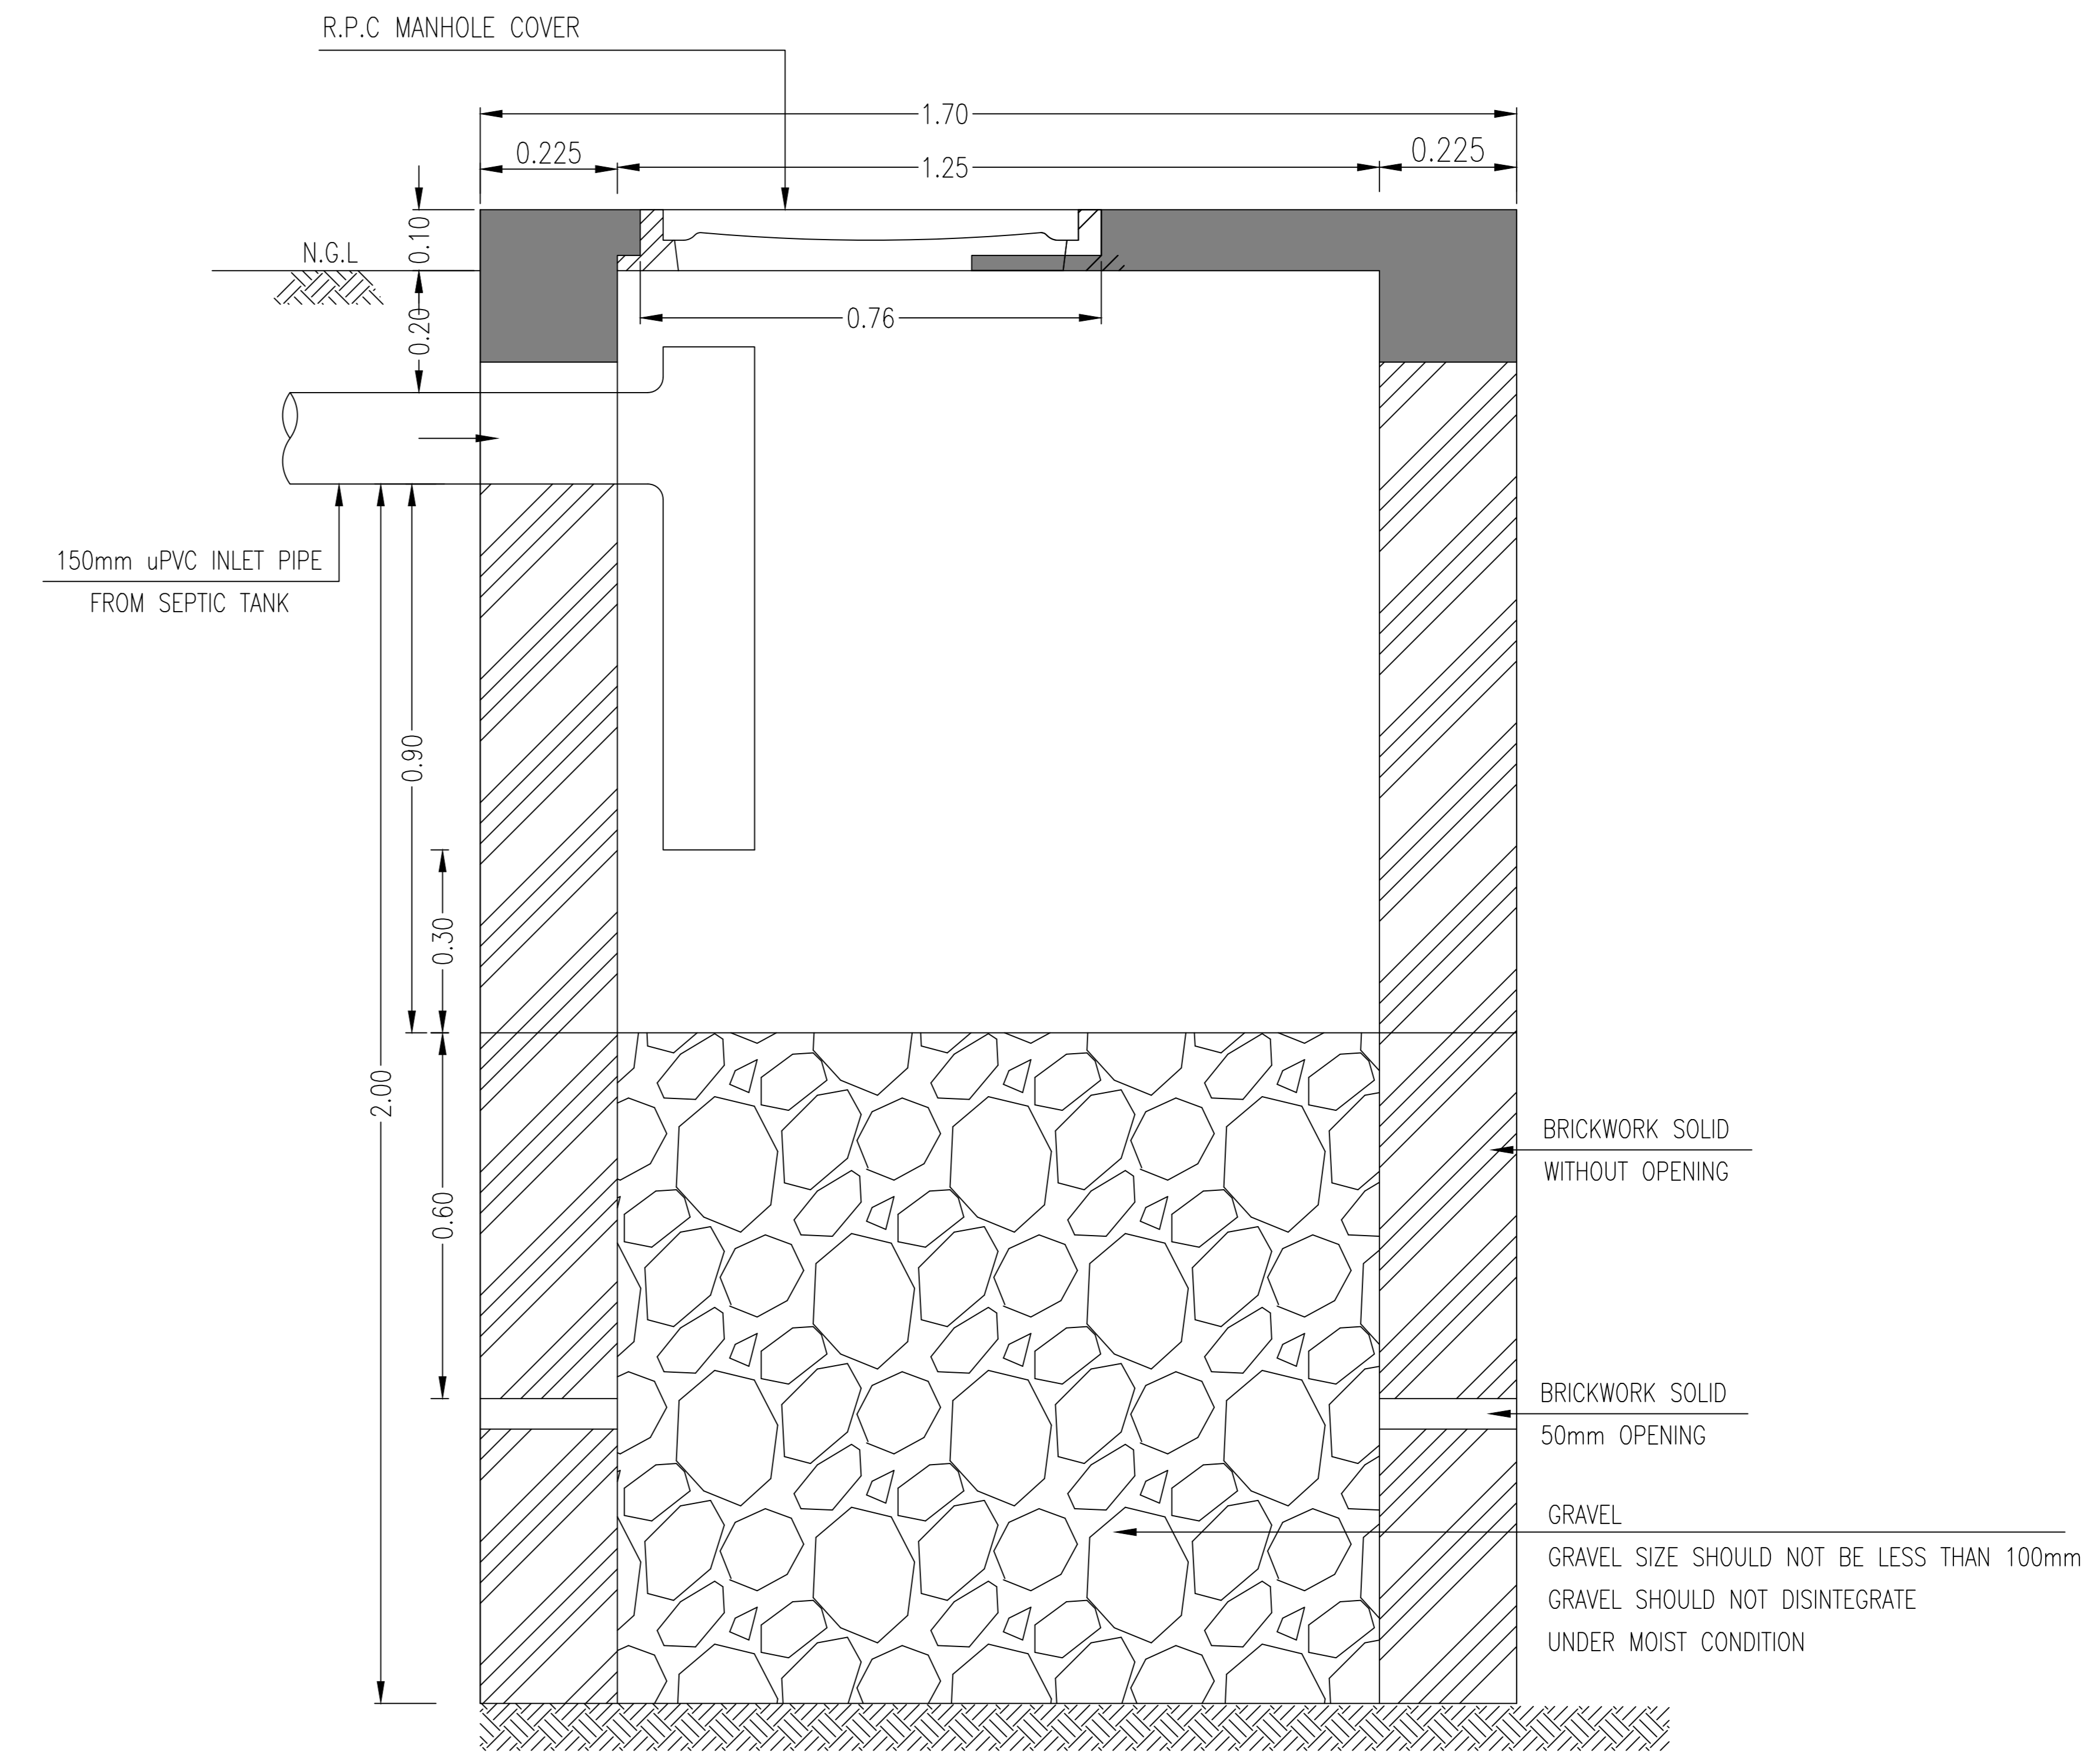 R.P.C MANHOLE COVER
1.70
0.225
1.25
0.225
0.10
N.G.L
0.20
0.76
150mm uPVC INLET PIPE
FROM SEPTIC TANK
0.90
0.30
2.00
0.60
BRICKWORK SOLID
WITHOUT OPENING
BRICKWORK SOLID
50mm OPENING
GRAVEL
GRAVEL SIZE SHOULD NOT BE LESS THAN 100mm
GRAVEL SHOULD NOT DISINTEGRATE
UNDER MOIST CONDITION